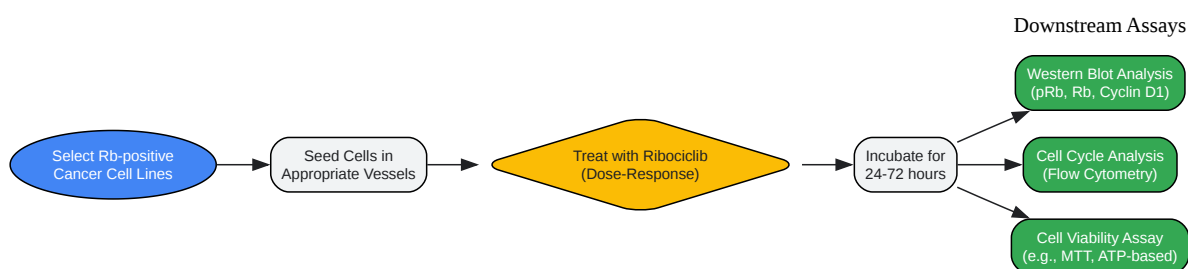 Downstream Assays
Select Rb-positive
Cancer Cell Lines
Seed Cells in
Appropriate Vessels
Treat with Ribociclib
(Dose-Response)
Incubate for
24-72 hours
Western Blot Analysis
(pRb, Rb, Cyclin D1)
Cell Cycle Analysis
(Flow Cytometry)
Cell Viability Assay
(e.g., MTT, ATP-based)